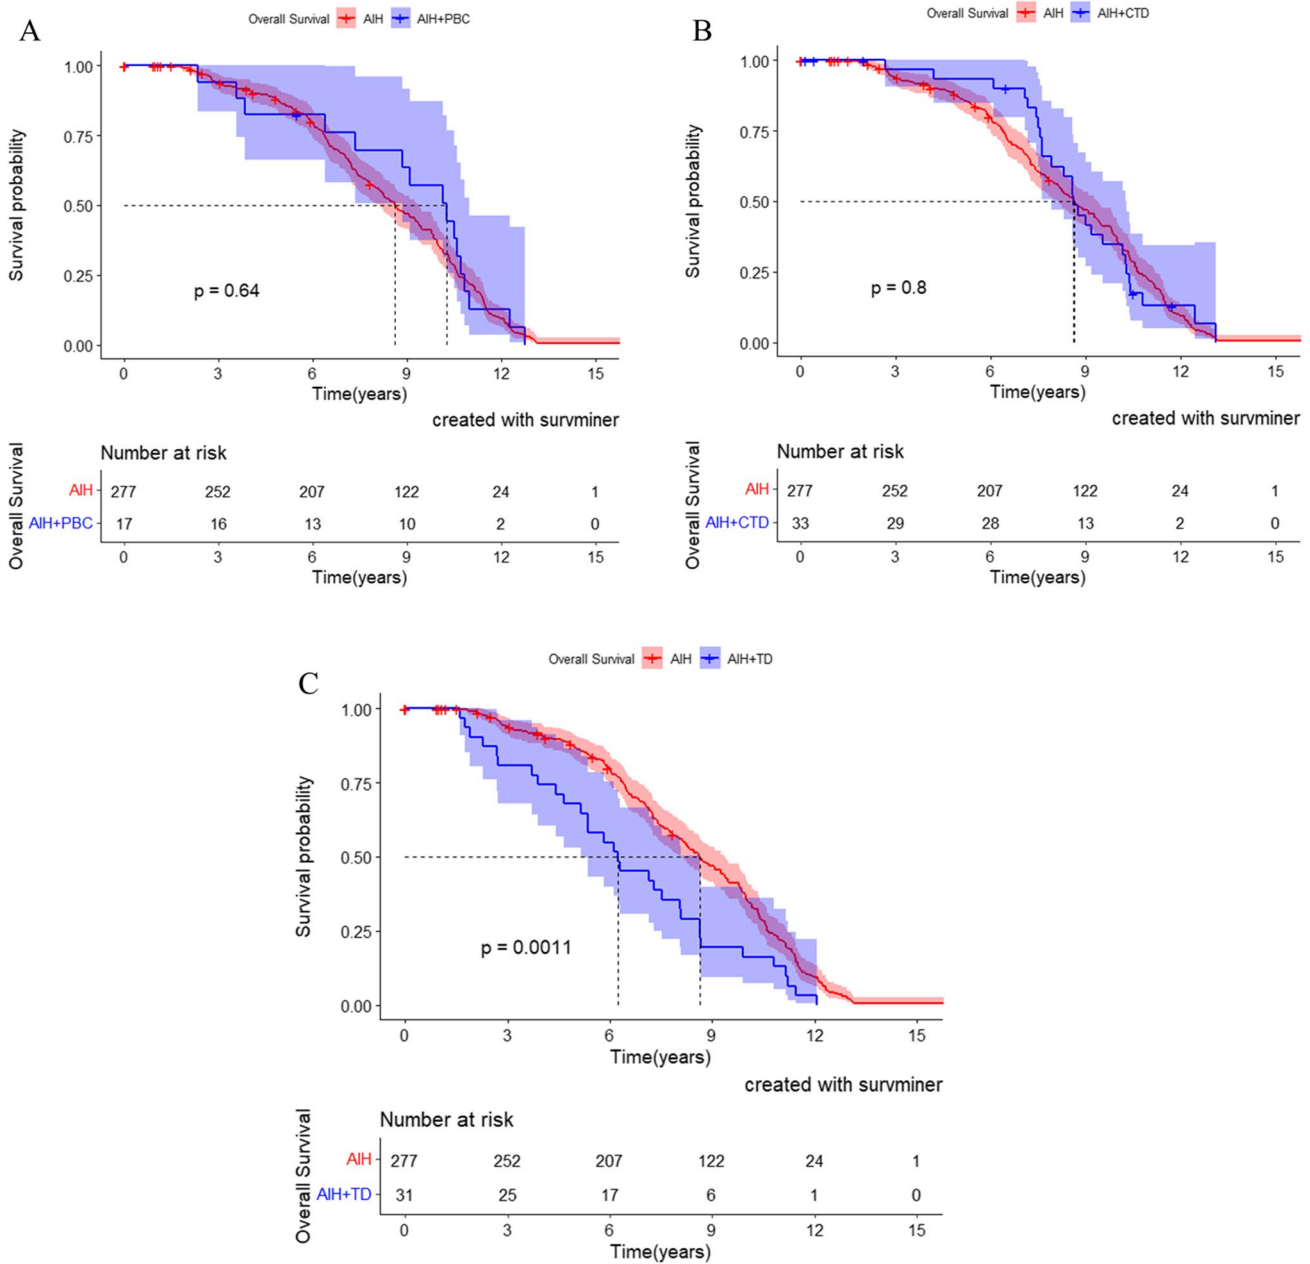 A
Overall Survival AIH AIH+PBC
Survival probability
1.00
0.75
0.50
0.25
0.00
p = 0.64
0 3 6 9 12 15
Time(years)
created with survminer
Number at risk
Overall Survival
AIH 277 252 207 122 24 1
AIH+PBC 17 16 13 10 2 0
0 3 6 9 12 15
Time(years)
B
Overall Survival AIH AIH+CTD
Survival probability
1.00
0.75
0.50
0.25
0.00
p = 0.8
0 3 6 9 12 15
Time(years)
created with survminer
Number at risk
Overall Survival
AIH 277 252 207 122 24 1
AIH+CTD 33 29 28 13 2 0
0 3 6 9 12 15
Time(years)
C
Overall Survival AIH AIH+TD
Survival probability
1.00
0.75
0.50
0.25
0.00
p = 0.0011
0 3 6 9 12 15
Time(years)
created with survminer
Number at risk
Overall Survival
AIH 277 252 207 122 24 1
AIH+TD 31 25 17 6 1 0
0 3 6 9 12 15
Time(years)